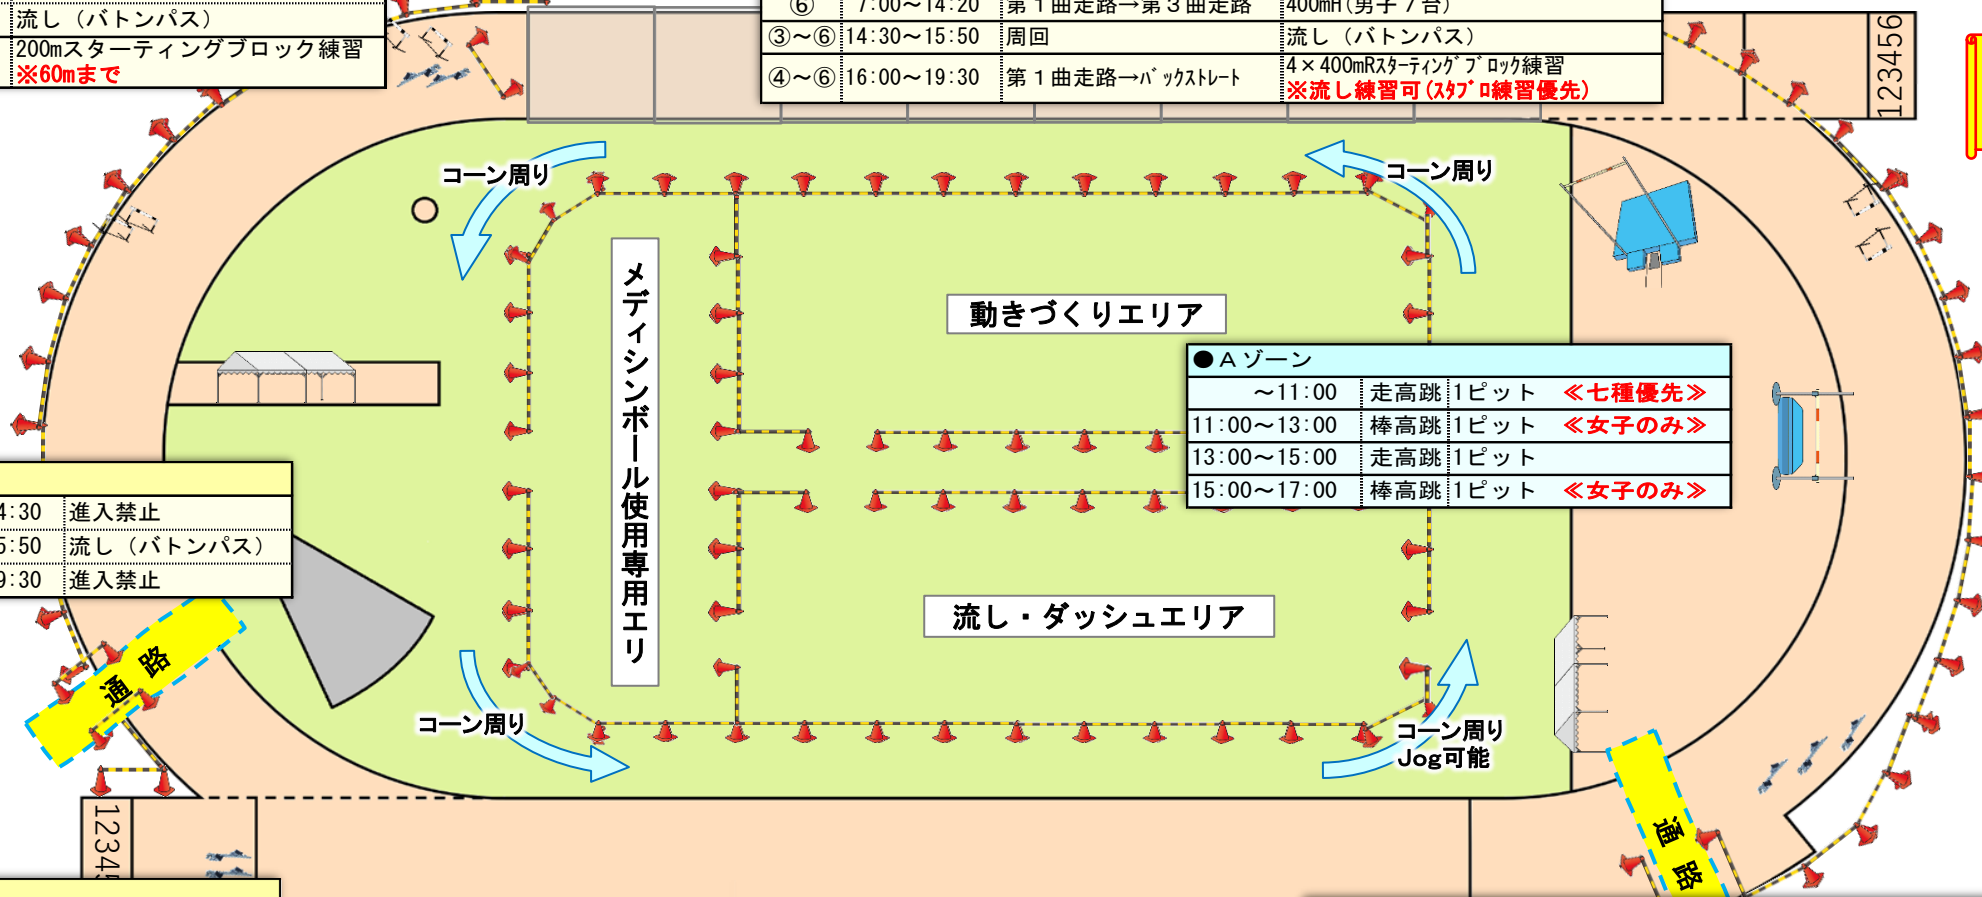 流し（バトンパス）
200mスターティングブロック練習
※60mまで
⑥ 7:00～14:20 第１曲走路→第３曲走路 400mH(男子７台)
③～⑥ 14:30～15:50 周回 流し（バトンパス）
④～⑥ 16:00～19:30 第１曲走路→バックストレート 4×400mRスターティングブロック練習
※流し練習可(スタブロ練習優先)
123456
コーン周り
コーン周り
メディシンボール使用専用エリ
動きづくりエリア
●Ａゾーン
～11:00 走高跳 1ピット ≪七種優先≫
11:00～13:00 棒高跳 1ピット ≪女子のみ≫
13:00～15:00 走高跳 1ピット
15:00～17:00 棒高跳 1ピット ≪女子のみ≫
4:30 進入禁止
5:50 流し（バトンパス）
9:30 進入禁止
流し・ダッシュエリア
通路
コーン周り
コーン周り
Jog可能
通路
1234